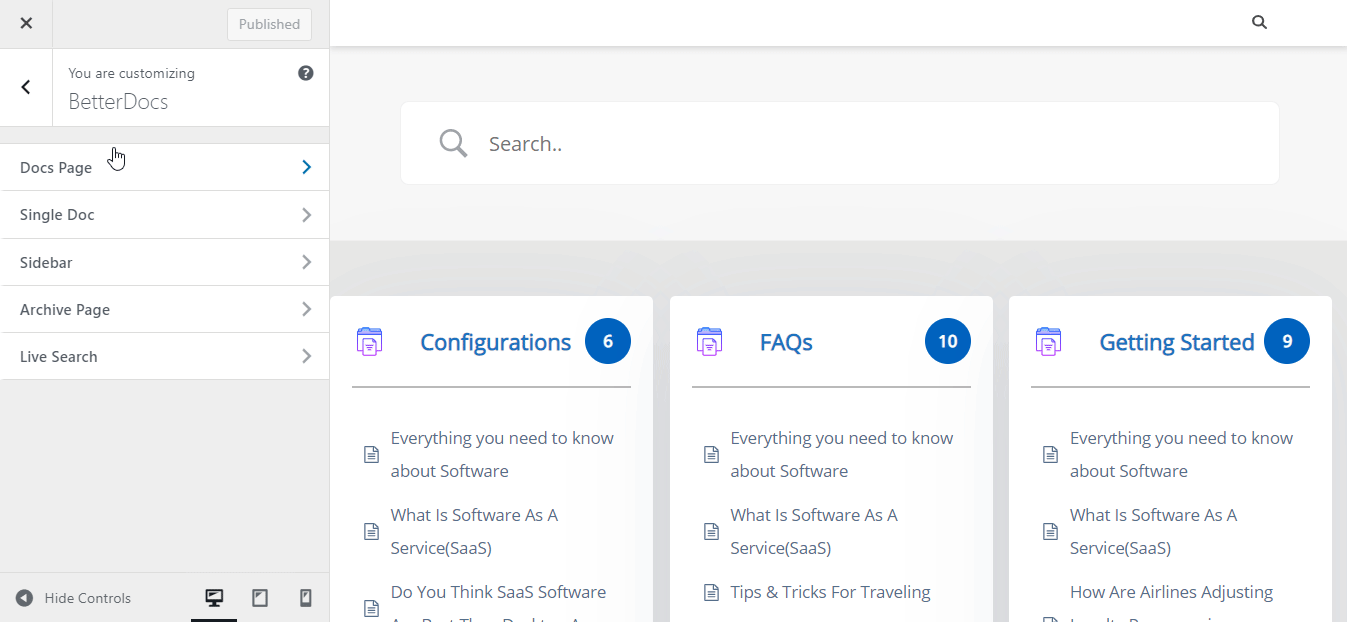 Published
You are customizing
BetterDocs
Docs Page
Single Doc
Sidebar
Archive Page
Live Search
Hide Controls
Search..
Configurations 6
Everything you need to know
about Software
What Is Software As A
Service(SaaS)
Do You Think SaaS Software
FAQs 10
Everything you need to know
about Software
What Is Software As A
Service(SaaS)
Tips & Tricks For Traveling
Getting Started 9
Everything you need to know
about Software
What Is Software As A
Service(SaaS)
How Are Airlines Adjusting